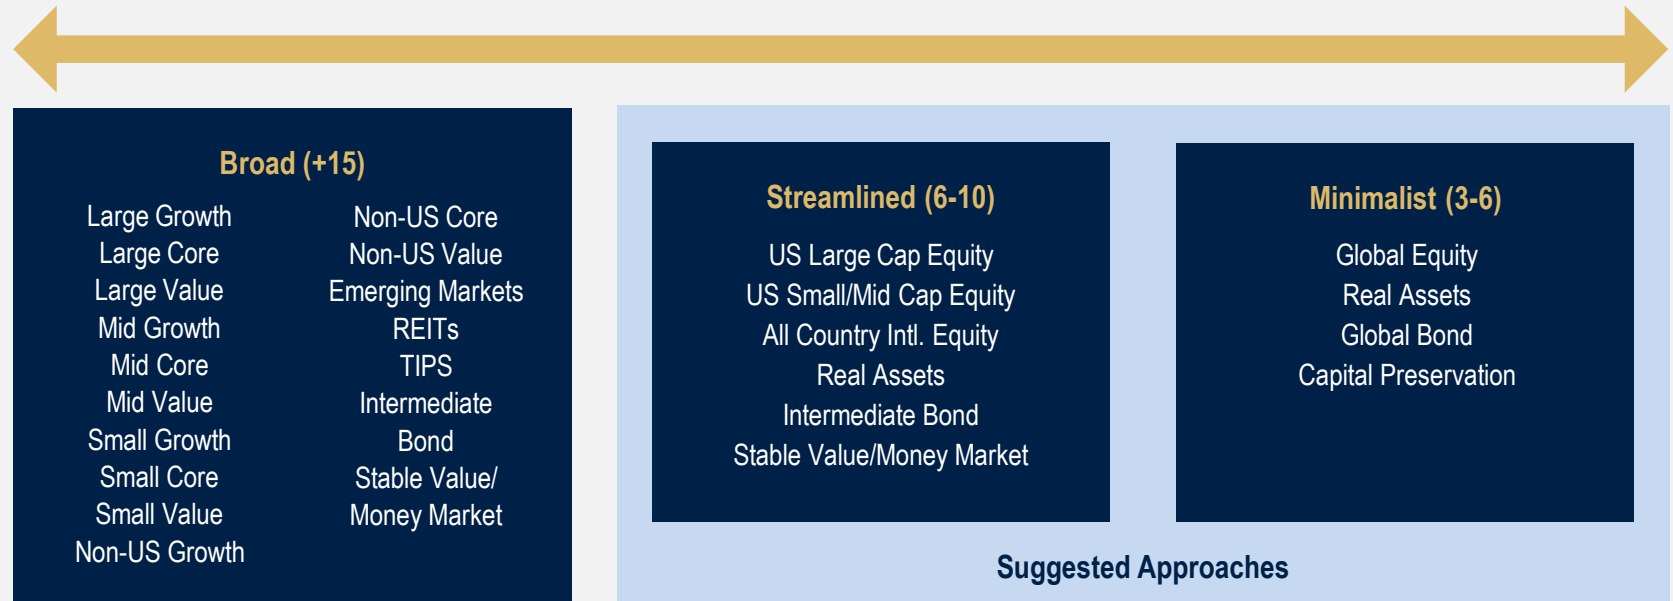 Broad (+15)
Large Growth
Large Core
Large Value
Mid Growth
Mid Core
Mid Value
Small Growth
Small Core
Small Value
Non-US Growth
Non-US Core
Non-US Value
Emerging Markets
REITs
TIPS
Intermediate
Bond
Stable Value/
Money Market
Streamlined (6-10)
US Large Cap Equity
US Small/Mid Cap Equity
All Country Intl. Equity
Real Assets
Intermediate Bond
Stable Value/Money Market
Minimalist (3-6)
Global Equity
Real Assets
Global Bond
Capital Preservation
Suggested Approaches